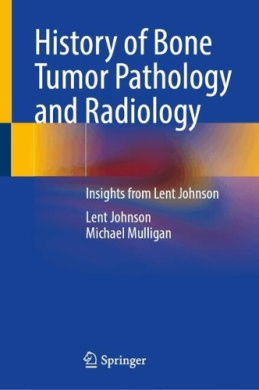 History of Bone
Tumor Pathology
and Radiology
Insights from Lent Johnson
Lent Johnson
Michael Mulligan
Springer